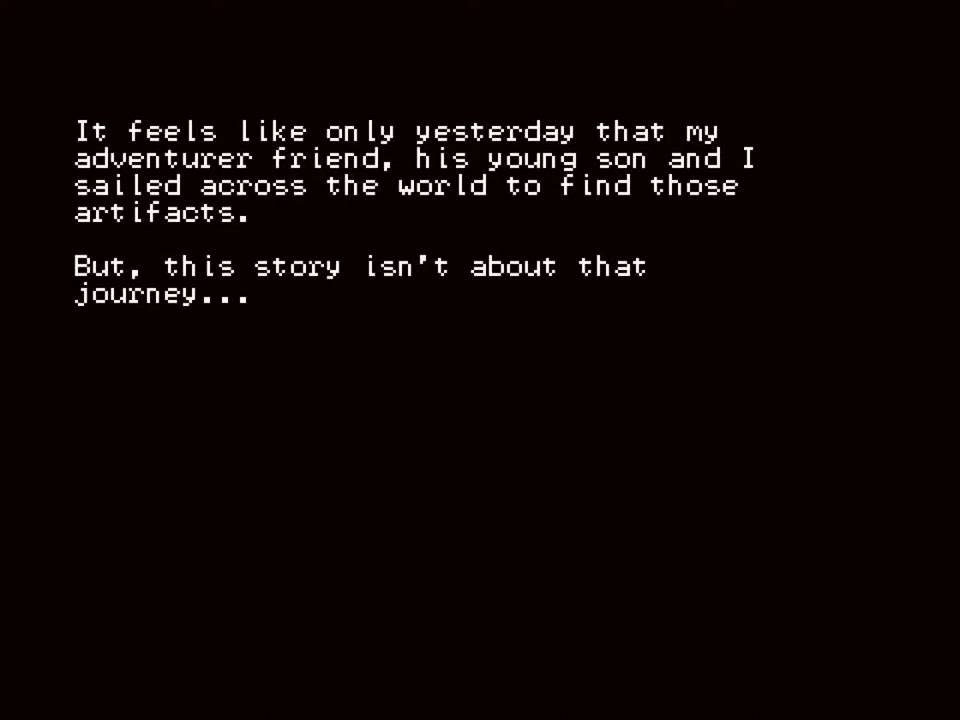 It feels like only yesterday that my
adventurer friend, his young son and I
sailed across the world to find those
artifacts.
But, this story isn't about that
journey...